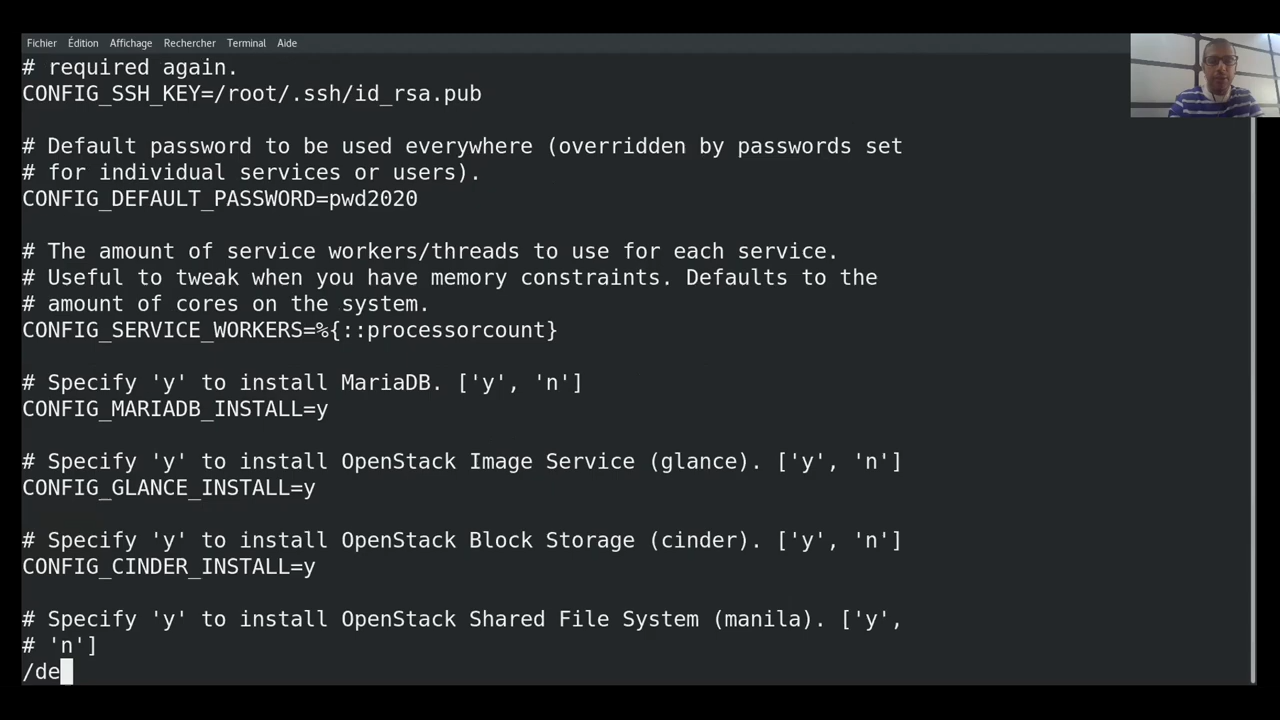 Fichier Édition Affichage Rechercher Terminal Aide
# required again.
CONFIG_SSH_KEY=/root/.ssh/id_rsa.pub
# Default password to be used everywhere (overridden by passwords set
# for individual services or users).
CONFIG_DEFAULT_PASSWORD=pwd2020
# The amount of service workers/threads to use for each service.
# Useful to tweak when you have memory constraints. Defaults to the
# amount of cores on the system.
CONFIG_SERVICE_WORKERS=%{::processorcount}
# Specify 'y' to install MariaDB. ['y', 'n']
CONFIG_MARIADB_INSTALL=y
# Specify 'y' to install OpenStack Image Service (glance). ['y', 'n']
CONFIG_GLANCE_INSTALL=y
# Specify 'y' to install OpenStack Block Storage (cinder). ['y', 'n']
CONFIG_CINDER_INSTALL=y
# Specify 'y' to install OpenStack Shared File System (manila). ['y',
# 'n']
/de